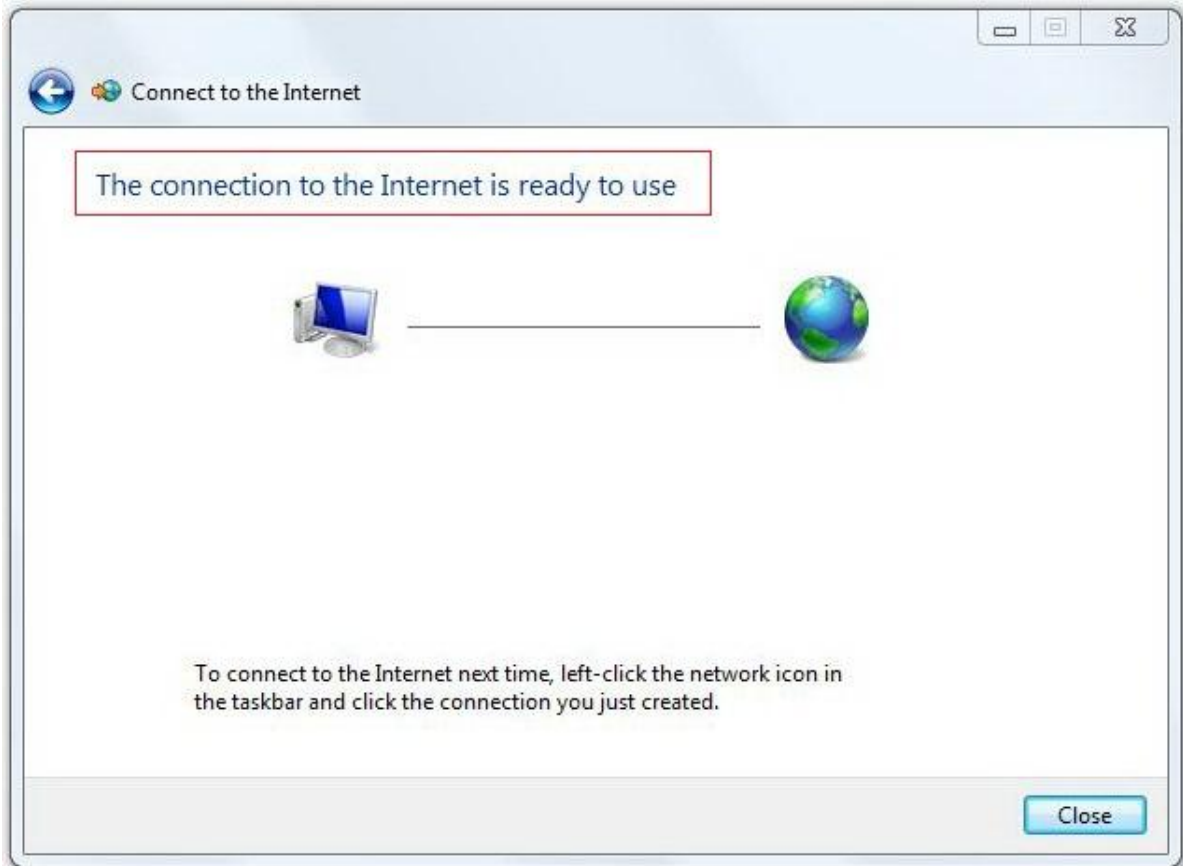 Connect to the Internet
The connection to the Internet is ready to use
To connect to the Internet next time, left-click the network icon in
the taskbar and click the connection you just created.
Close